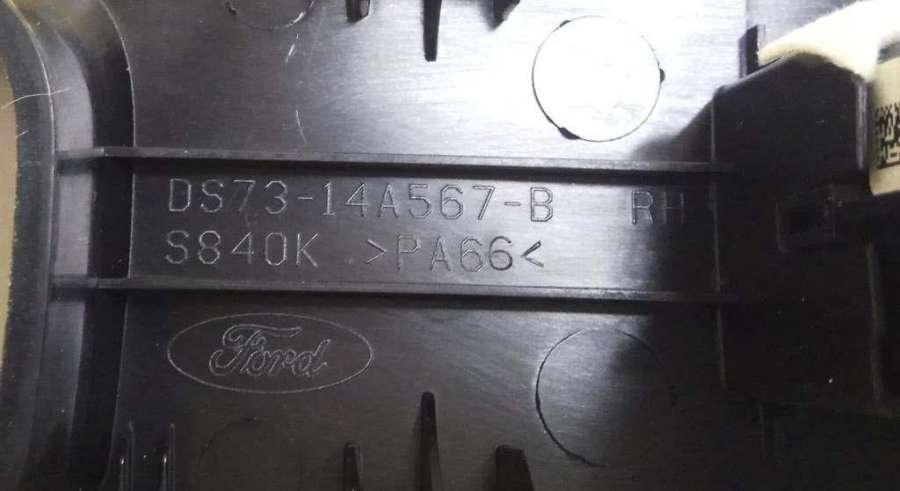 DS73-14A567-B RH
S840K >PA66<
Ford